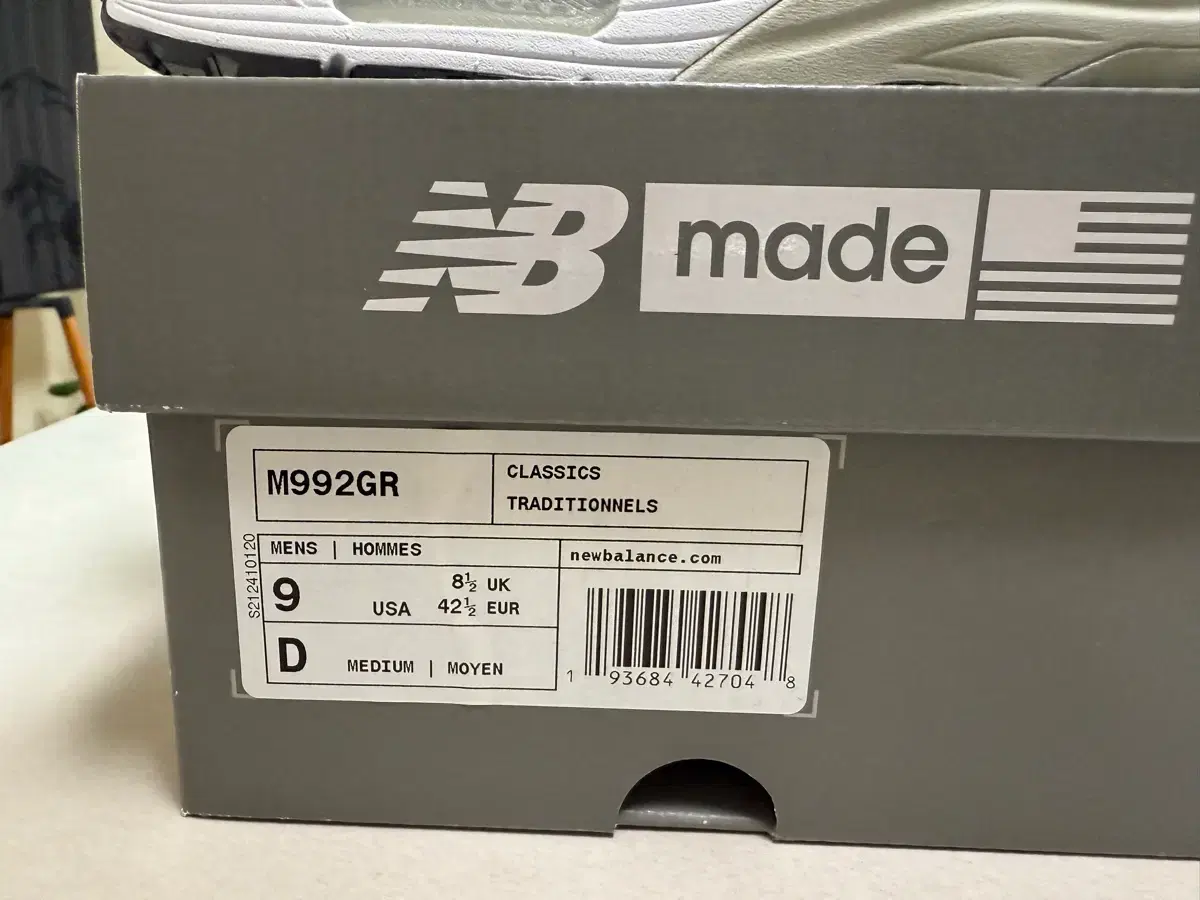 NB made
M992GR
CLASSICS
TRADITIONNELS
S212410120
MENS | HOMMES
9 USA 8½ UK
42½ EUR
D MEDIUM | MOYEN
newbalance.com
1 93684 42704 8